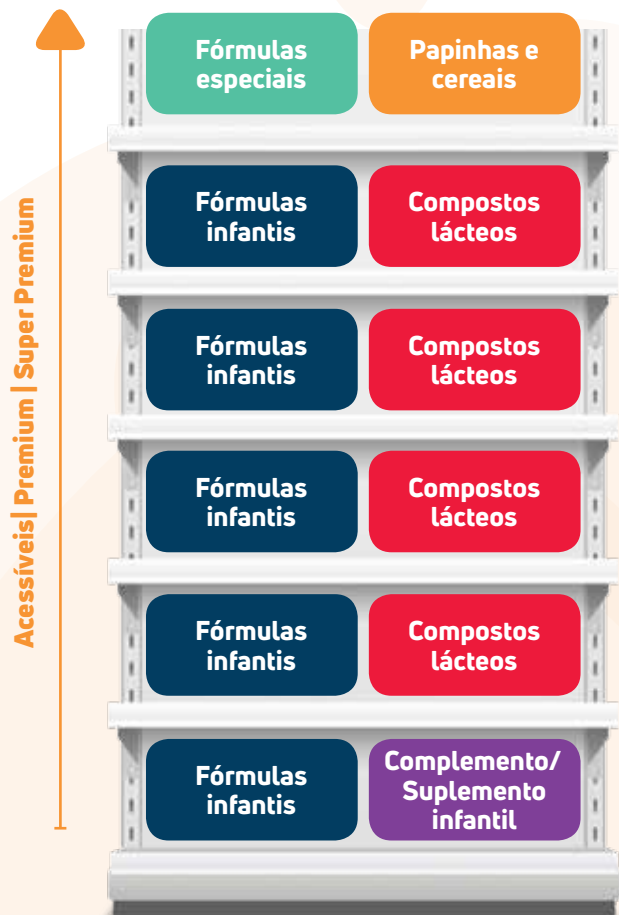 Fórmulas
especiais
Papinhas e
cereais
Fórmulas
infantis
Compostos
lácteos
Fórmulas
infantis
Compostos
lácteos
Fórmulas
infantis
Compostos
lácteos
Fórmulas
infantis
Compostos
lácteos
Fórmulas
infantis
Complemento/
Suplemento
infantil
Acessíveis| Premium | Super Premium